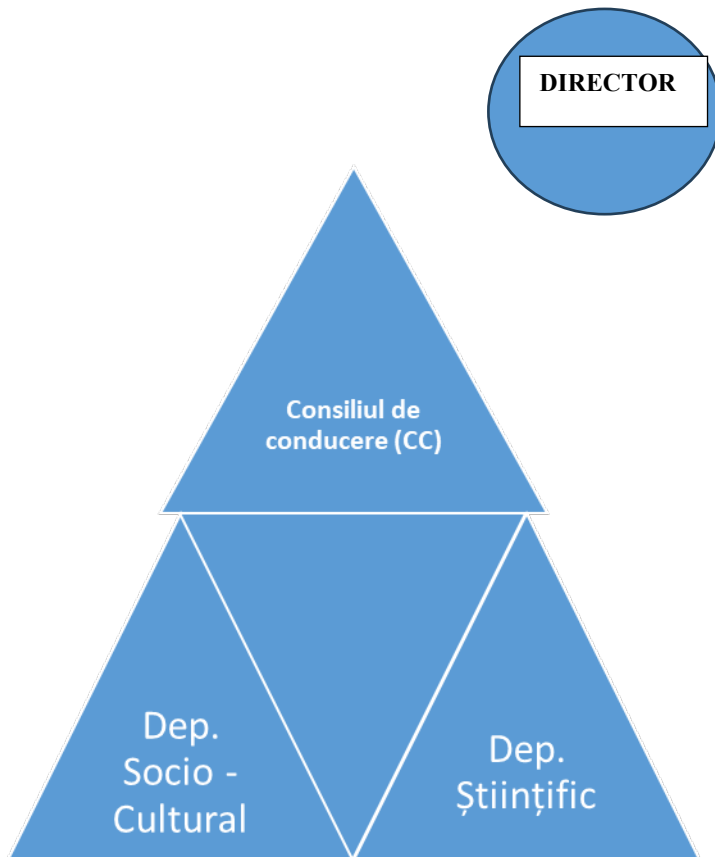 DIRECTOR
Consiliul de
conducere (CC)
Dep.
Socio -
Cultural
Dep.
Științific